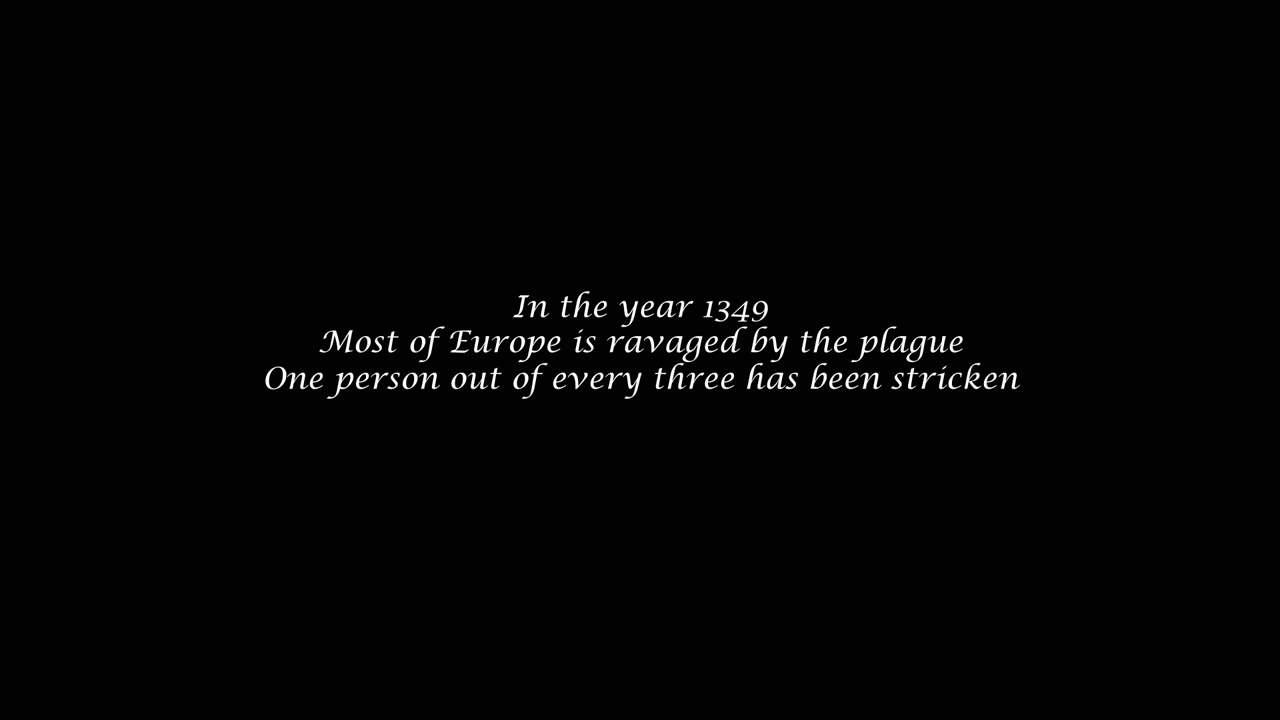 In the year 1349
Most of Europe is ravaged by the plague
One person out of every three has been stricken